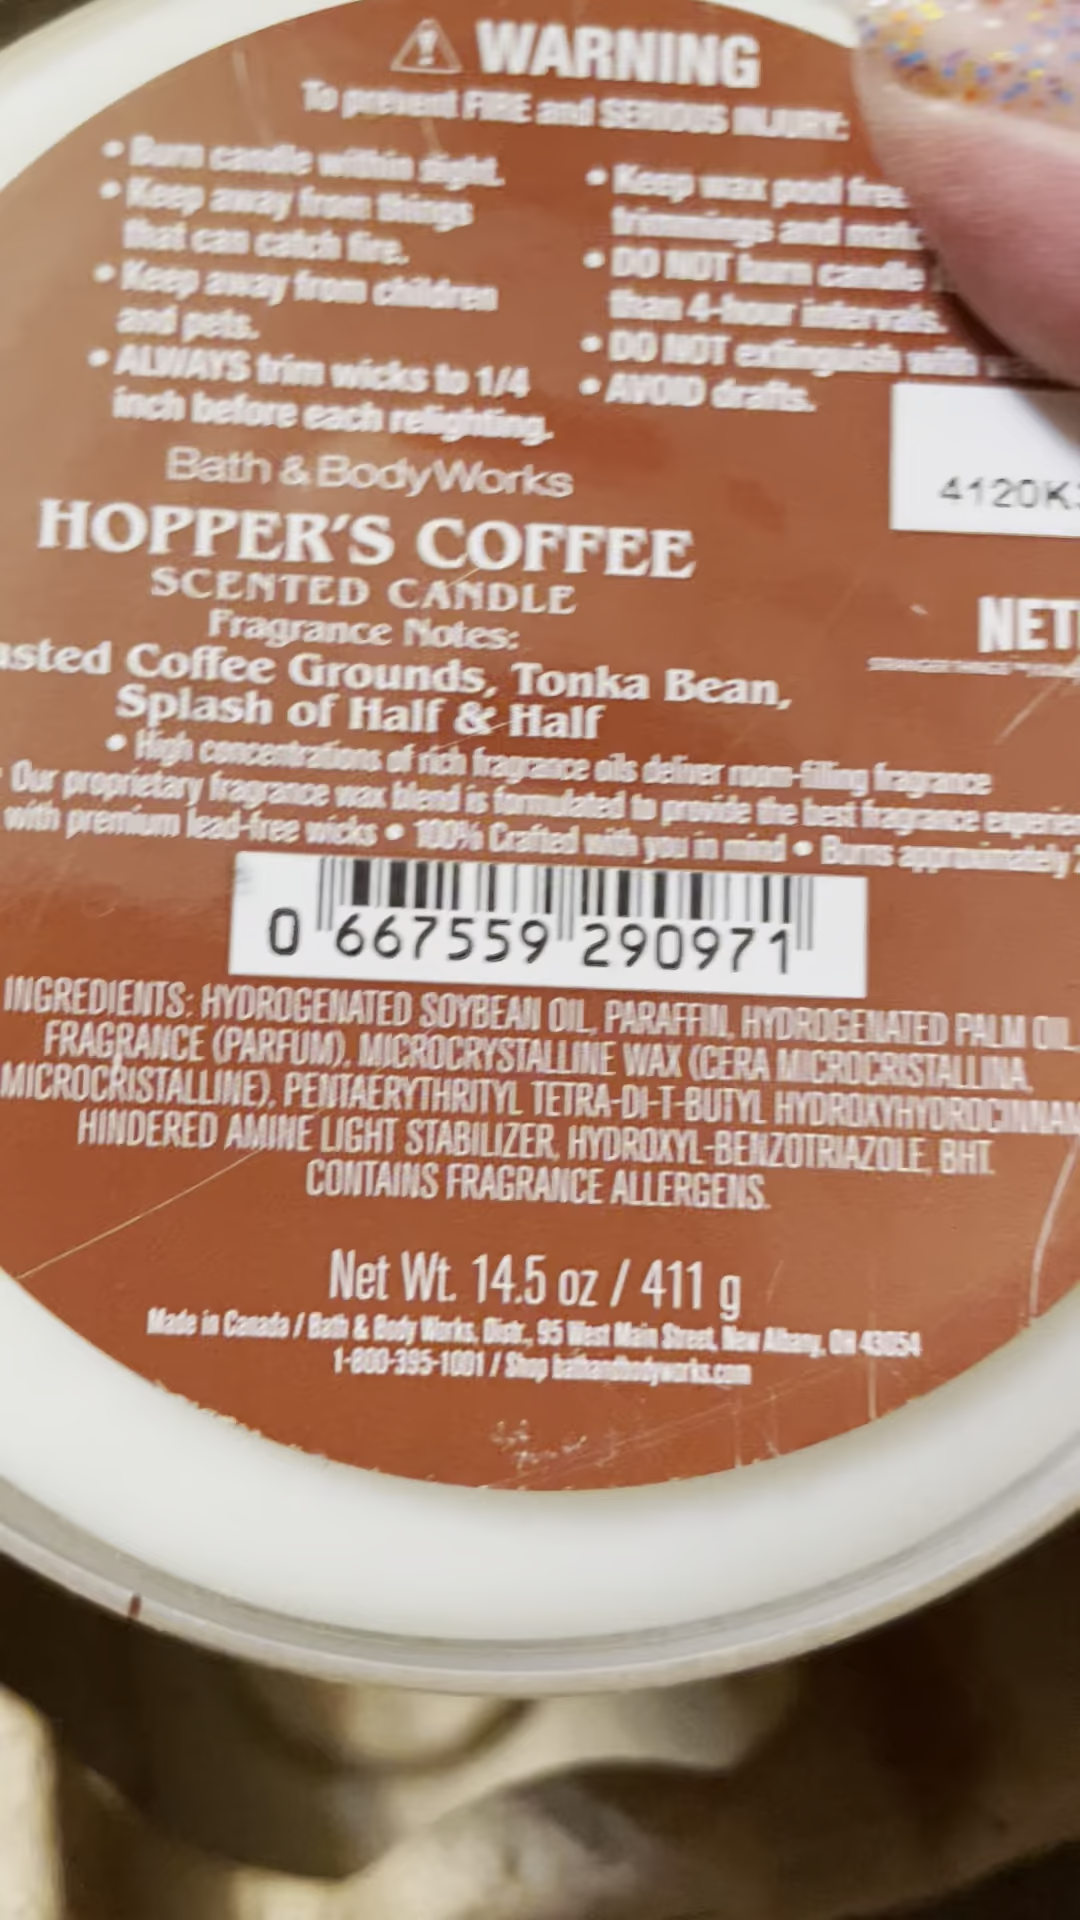 WARNING
To prevent FIRE and SERIOUS INJURY:
• Burn candle within sight.
• Keep away from things
that can catch fire.
• Keep away from children
and pets.
• ALWAYS trim wicks to 1/4
inch before each relighting.
• Keep wax pool free
trimmings and matc
• DO NOT burn candle
than 4-hour intervals.
• DO NOT extinguish with
• AVOID drafts.
4120K
Bath & Body Works
HOPPER'S COFFEE
SCENTED CANDLE
Fragrance Notes:
asted Coffee Grounds, Tonka Bean,
Splash of Half & Half
NET
• High concentrations of rich fragrance oils deliver room-filling fragrance
• Our proprietary fragrance wax blend is formulated to provide the best fragrance experien
with premium lead-free wicks • 100% Crafted with you in mind • Burns approximately 2
0 667559 290971
INGREDIENTS: HYDROGENATED SOYBEAN OIL, PARAFFIN, HYDROGENATED PALM OIL,
FRAGRANCE (PARFUM), MICROCRYSTALLINE WAX (CERA MICROCRISTALLINA,
MICROCRISTALLINE), PENTAERYTHRITYL TETRA-DI-T-BUTYL HYDROXYHYDROCINNAM
HINDERED AMINE LIGHT STABILIZER, HYDROXYL-BENZOTRIAZOLE, BHT.
CONTAINS FRAGRANCE ALLERGENS.
Net Wt. 14.5 oz / 411 g
Made in Canada / Bath & Body Works, Distr., 95 West Main Street, New Albany, OH 43054
1-800-395-1001 / Shop bathandbodyworks.com